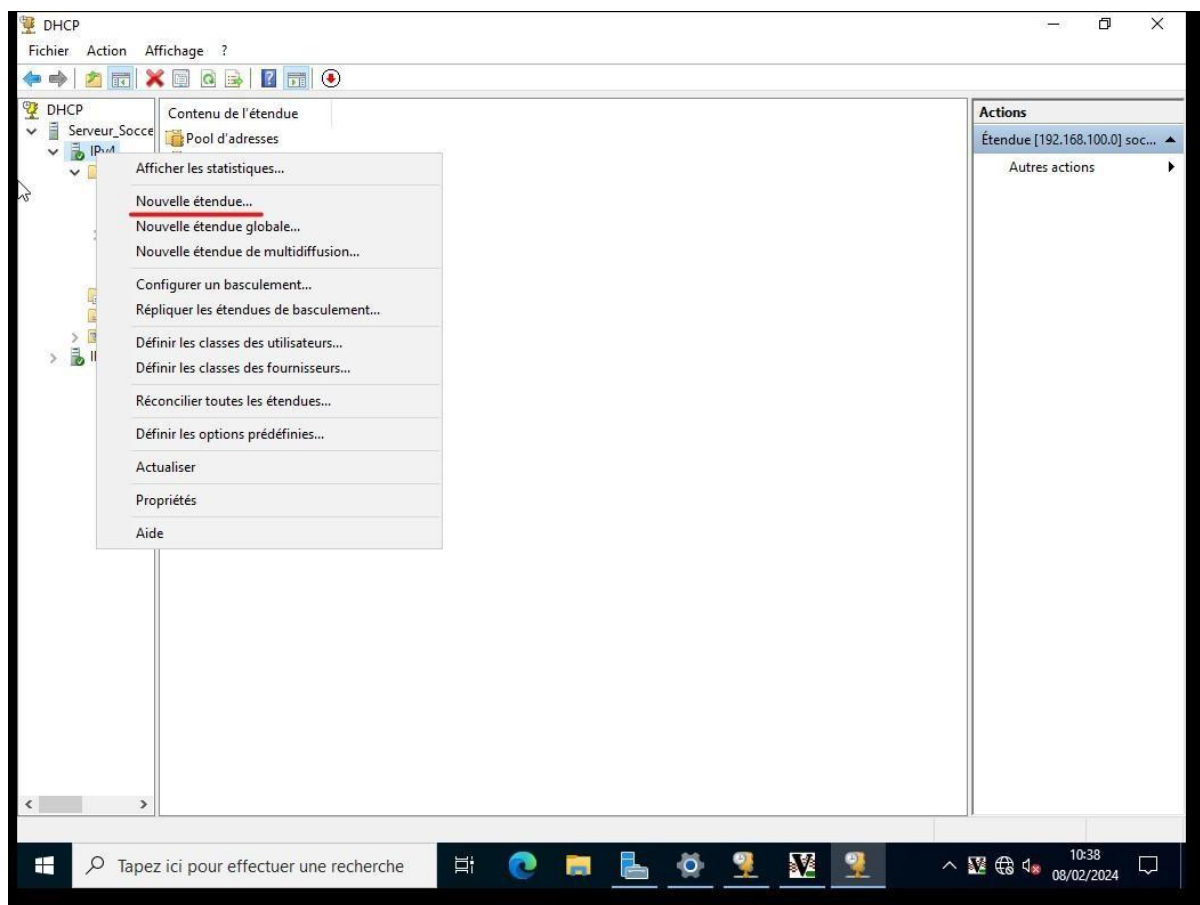 DHCP
Fichier Action Affichage ?
DHCP
Serveur_Socce
IPv4
Contenu de l'étendue
Pool d'adresses
Afficher les statistiques...
Nouvelle étendue...
Nouvelle étendue globale...
Nouvelle étendue de multidiffusion...
Configurer un basculement...
Répliquer les étendues de basculement...
Définir les classes des utilisateurs...
Définir les classes des fournisseurs...
Réconcilier toutes les étendues...
Définir les options prédéfinies...
Actualiser
Propriétés
Aide
Actions
Étendue [192.168.100.0] soc...
Autres actions
Tapez ici pour effectuer une recherche
10:38
08/02/2024